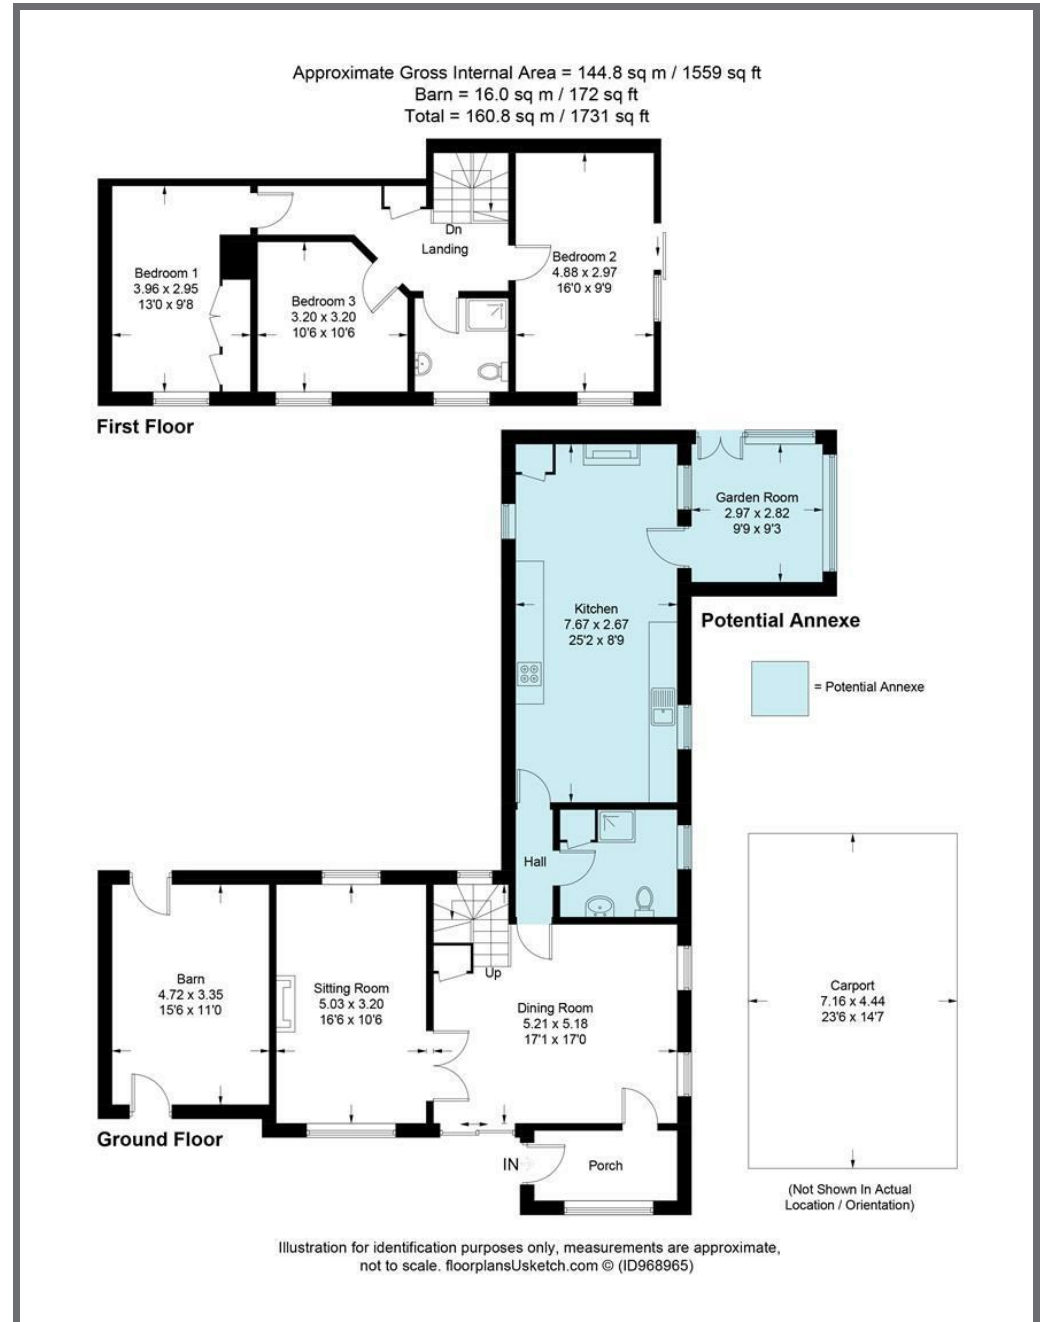 Approximate Gross Internal Area = 144.8 sq m / 1559 sq ft
Barn = 16.0 sq m / 172 sq ft
Total = 160.8 sq m / 1731 sq ft
Dn
Landing
Bedroom 1
3.96 x 2.95
13'0 x 9'8
Bedroom 3
3.20 x 3.20
10'6 x 10'6
Bedroom 2
4.88 x 2.97
16'0 x 9'9
First Floor
Garden Room
2.97 x 2.82
9'9 x 9'3
Kitchen
7.67 x 2.67
25'2 x 8'9
Potential Annexe
= Potential Annexe
Hall
Up
Barn
4.72 x 3.35
15'6 x 11'0
Sitting Room
5.03 x 3.20
16'6 x 10'6
Dining Room
5.21 x 5.18
17'1 x 17'0
Carport
7.16 x 4.44
23'6 x 14'7
Ground Floor
IN
Porch
(Not Shown In Actual
Location / Orientation)
Illustration for identification purposes only, measurements are approximate,
not to scale. floorplansUsketch.com © (ID968965)